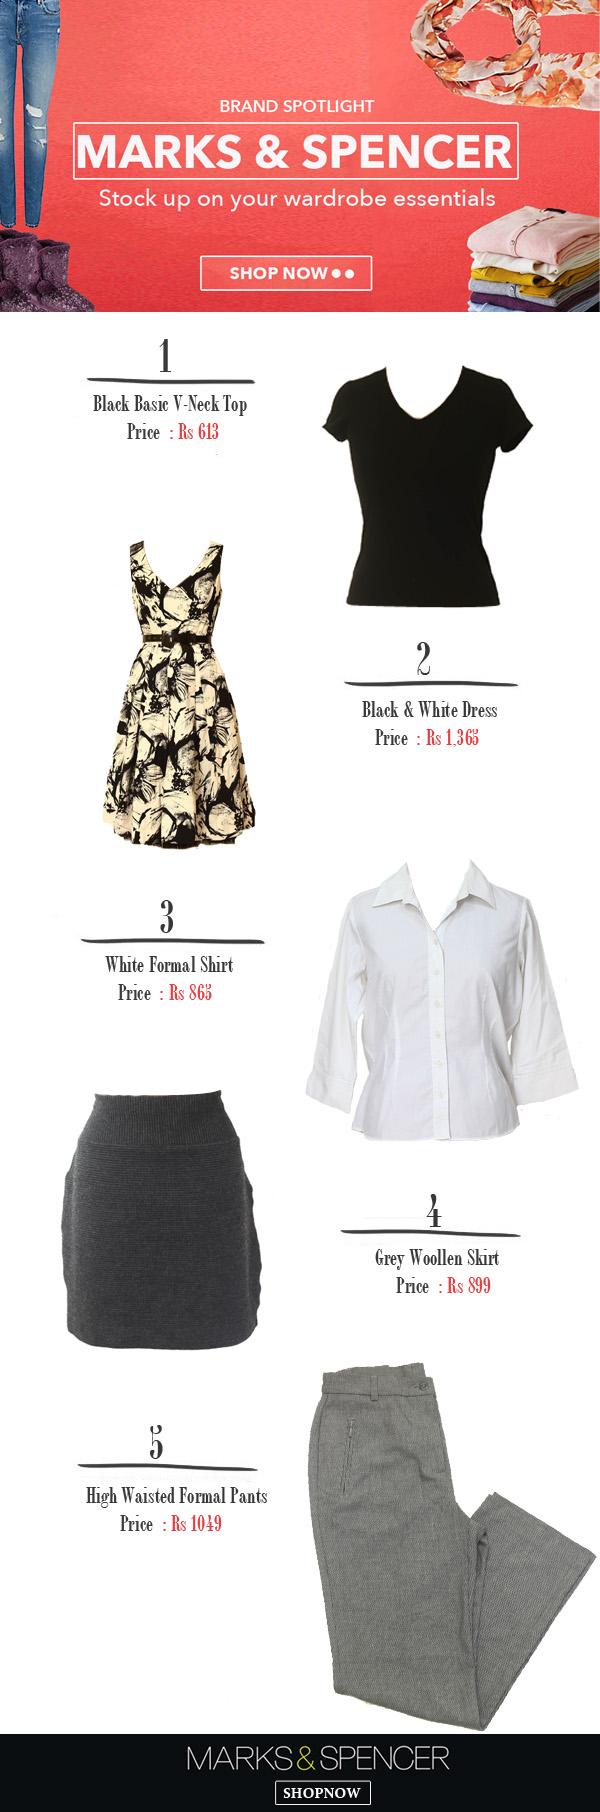 BRAND SPOTLIGHT
MARKS & SPENCER
Stock up on your wardrobe essentials
SHOP NOW
1
Black Basic V-Neck Top
Price : Rs 613
2
Black & White Dress
Price : Rs 1,365
3
White Formal Shirt
Price : Rs 865
4
Grey Woollen Skirt
Price : Rs 899
5
High Waisted Formal Pants
Price : Rs 1049
MARKS&SPENCER
SHOPNOW